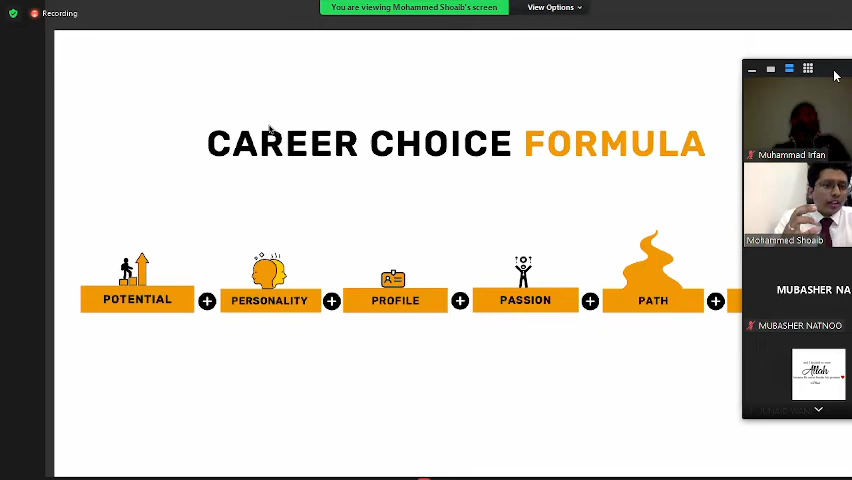 Recording
You are viewing Mohammed Shoaib's screen
View Options
CAREER CHOICE FORMULA
POTENTIAL + PERSONALITY + PROFILE + PASSION + PATH +
Muhammad Irfan
Mohammed Shoaib
MUBASHER NA
MUBASHER NATNOO
Allah